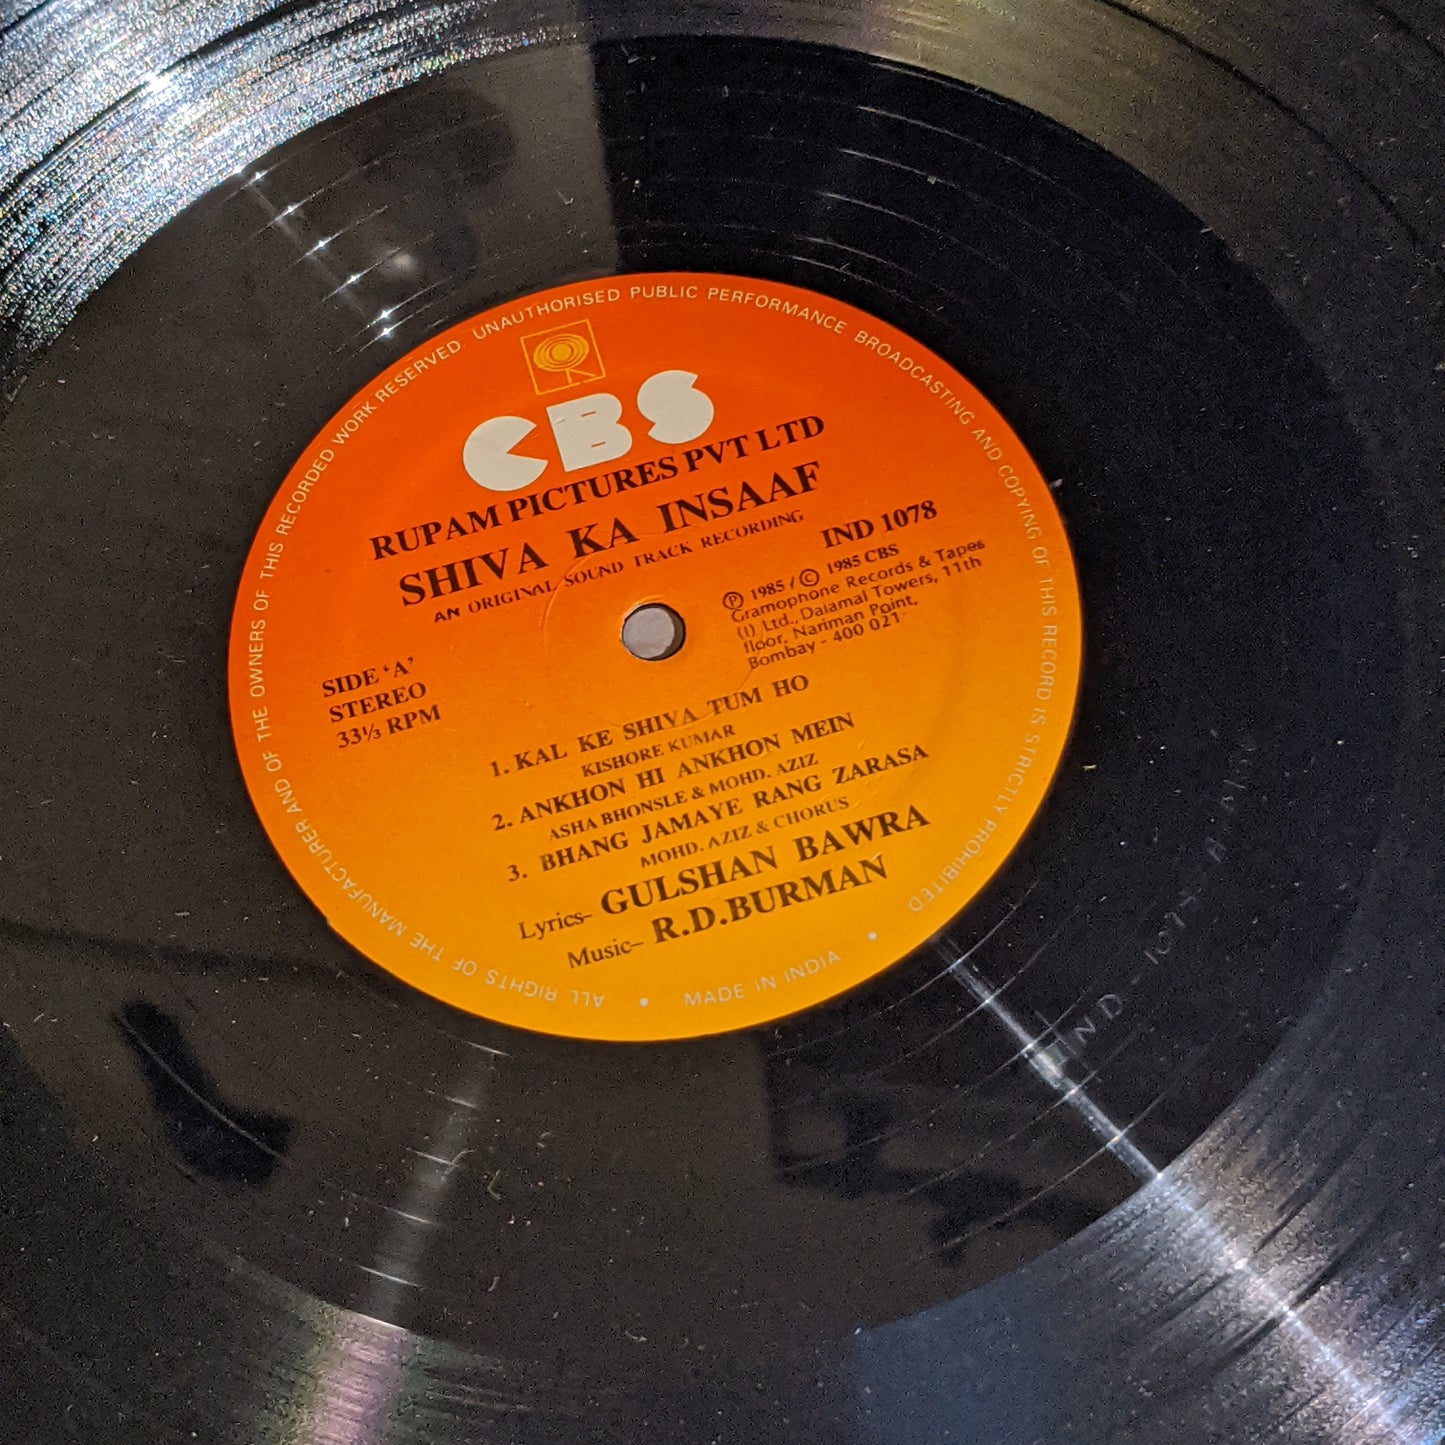 ALL RIGHTS OF THE MANUFACTURER AND OF THE OWNERS OF THIS RECORDED WORK RESERVED. UNAUTHORISED PUBLIC PERFORMANCE BROADCASTING AND COPYING OF THIS RECORD IS STRICTLY PROHIBITED
CBS
RUPAM PICTURES PVT LTD
SHIVA KA INSAAF
AN ORIGINAL SOUND TRACK RECORDING
IND 1078
℗ 1985 / © 1985 CBS
Gramophone Records & Tapes
(I) Ltd., Dalamal Towers, 11th
floor, Nariman Point,
Bombay - 400 021
SIDE 'A'
STEREO
33⅓ RPM
1. KAL KE SHIVA TUM HO
KISHORE KUMAR
2. ANKHON HI ANKHON MEIN
ASHA BHONSLE & MOHD. AZIZ
3. BHANG JAMAYE RANG ZARASA
MOHD. AZIZ & CHORUS
Lyrics– GULSHAN BAWRA
Music– R.D.BURMAN
• MADE IN INDIA •